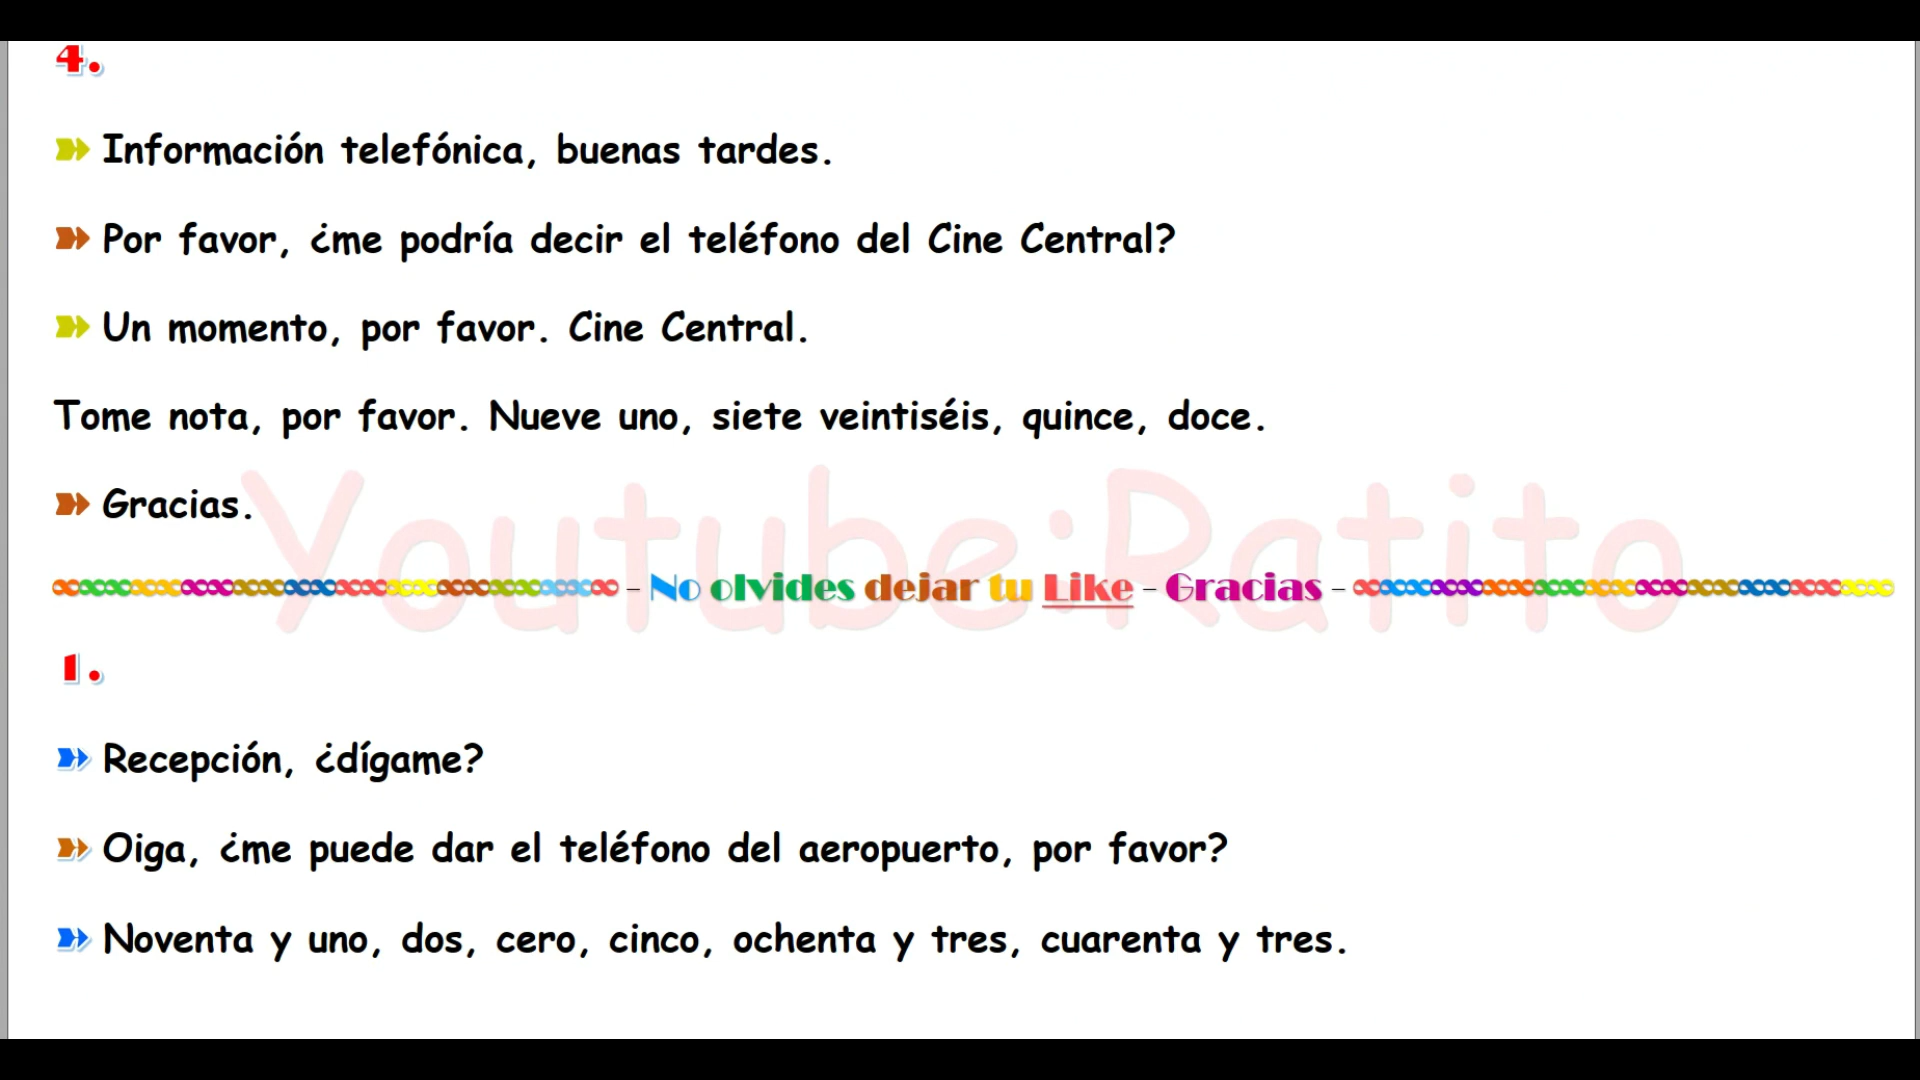 4.
Información telefónica, buenas tardes.
Por favor, ¿me podría decir el teléfono del Cine Central?
Un momento, por favor. Cine Central.
Tome nota, por favor. Nueve uno, siete veintiséis, quince, doce.
Gracias.
Youtube:Ratito
- No olvides dejar tu Like - Gracias -
1.
Recepción, ¿dígame?
Oiga, ¿me puede dar el teléfono del aeropuerto, por favor?
Noventa y uno, dos, cero, cinco, ochenta y tres, cuarenta y tres.